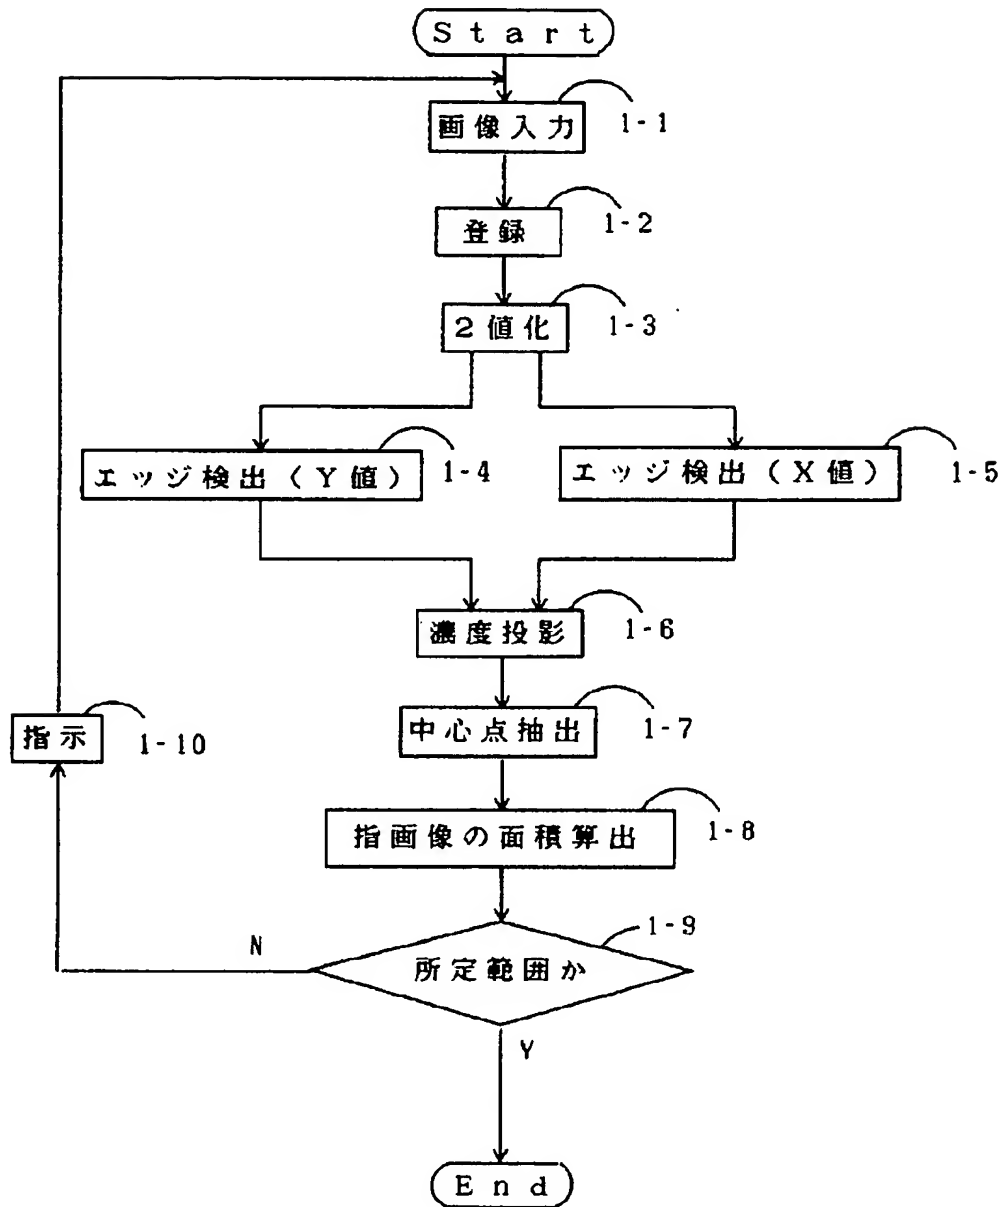 Start
画像入力
1-1
登録
1-2
2値化
1-3
エッジ検出(Y値)
1-4
エッジ検出(X値)
1-5
濃度投影
1-6
中心点抽出
1-7
指示
1-10
指画像の面積算出
1-8
所定範囲か
1-9
N
Y
End